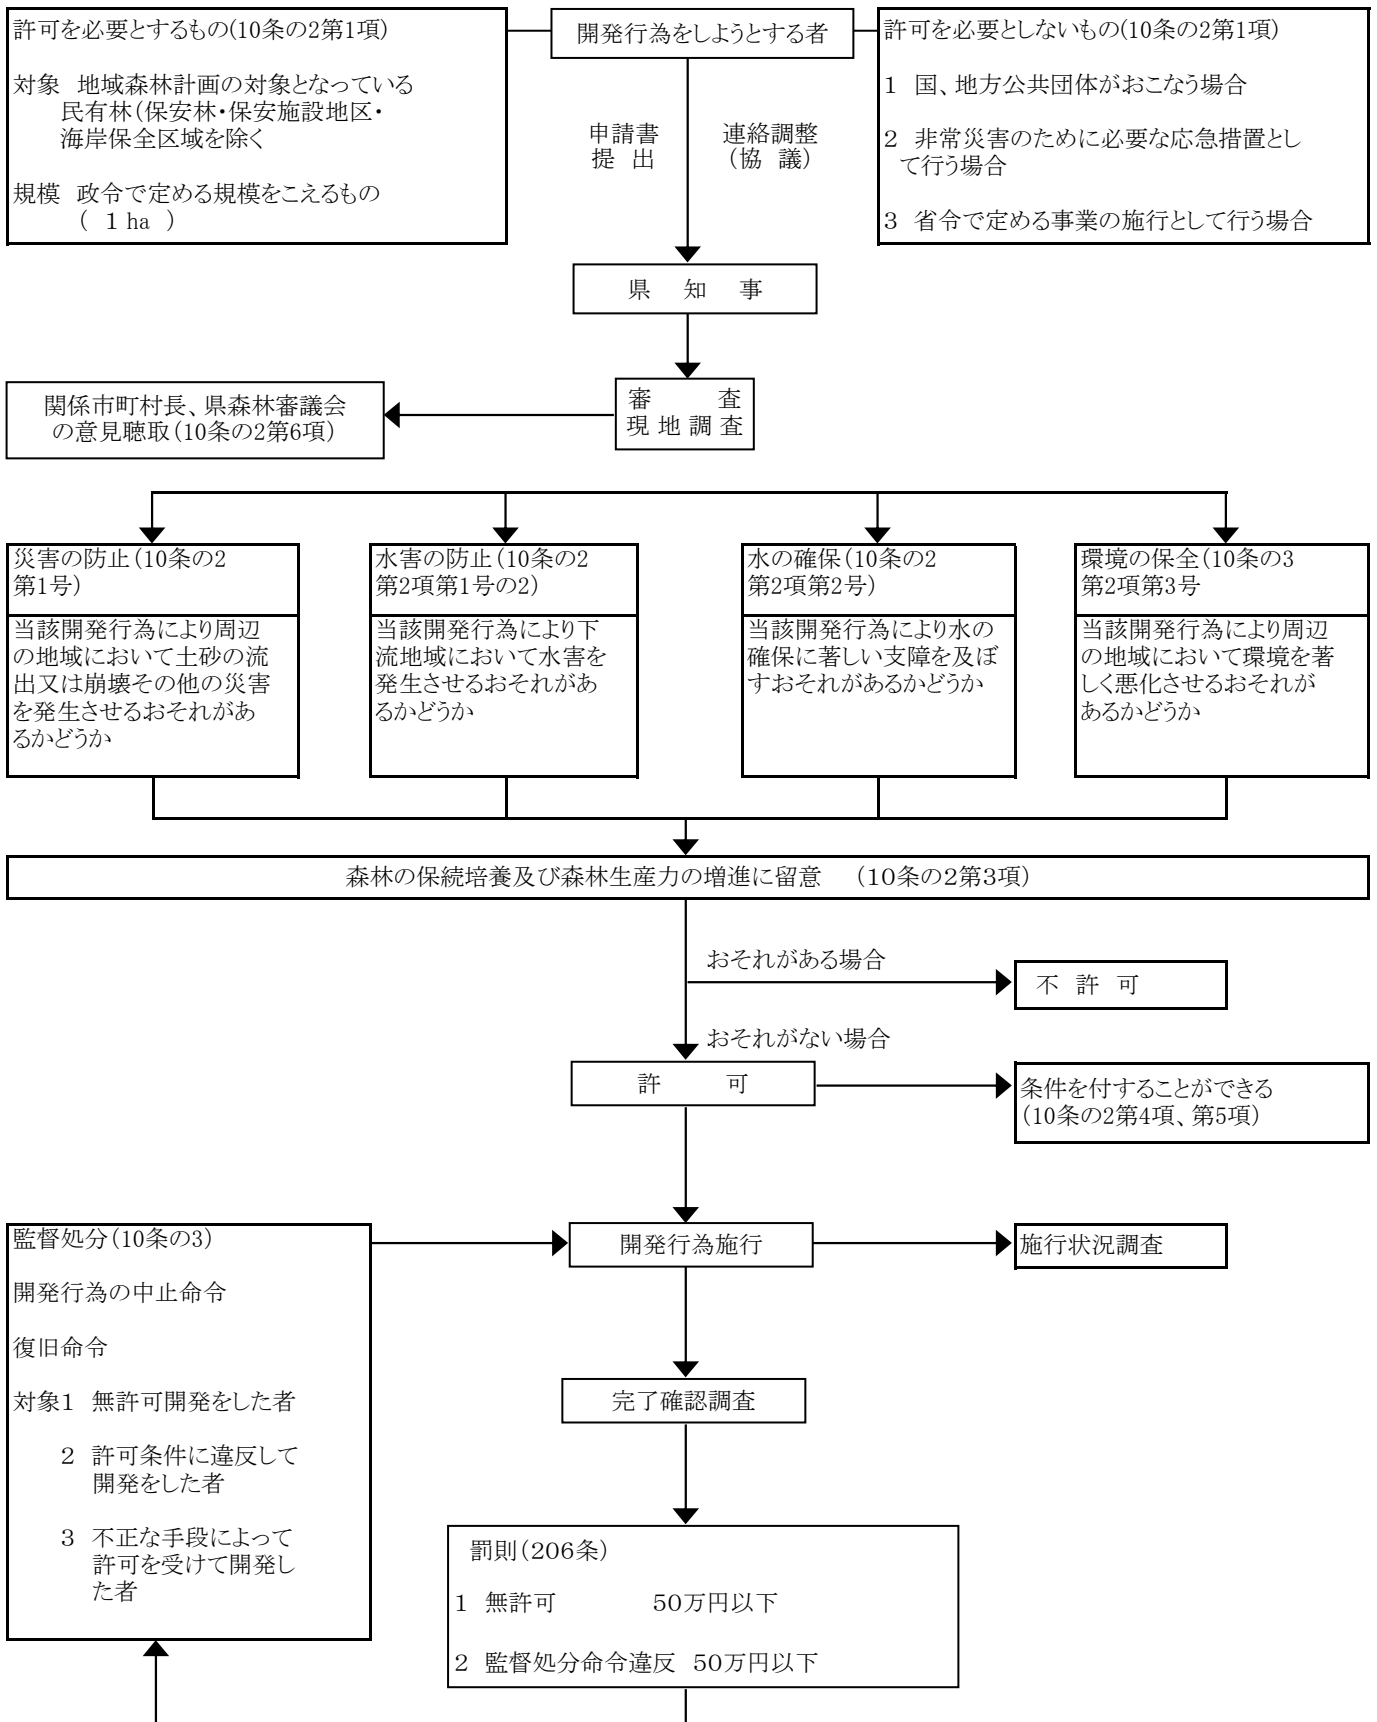 許可を必要とするもの(10条の2第1項)
対象 地域森林計画の対象となっている
民有林(保安林・保安施設地区・
海岸保全区域を除く
規模 政令で定める規模をこえるもの
( 1 ha )
開発行為をしようとする者
許可を必要としないもの(10条の2第1項)
1 国、地方公共団体がおこなう場合
2 非常災害のために必要な応急措置とし
て行う場合
3 省令で定める事業の施行として行う場合
申請書
提 出
連絡調整
(協 議)
県 知 事
審 査
現 地 調 査
関係市町村長、県森林審議会
の意見聴取(10条の2第6項)
災害の防止(10条の2
第1号)
当該開発行為により周辺
の地域において土砂の流
出又は崩壊その他の災害
を発生させるおそれがあ
るかどうか
水害の防止(10条の2
第2項第1号の2)
当該開発行為により下
流地域において水害を
発生させるおそれがあ
るかどうか
水の確保(10条の2
第2項第2号)
当該開発行為により水の
確保に著しい支障を及ぼ
すおそれがあるかどうか
環境の保全(10条の3
第2項第3号
当該開発行為により周辺
の地域において環境を著
しく悪化させるおそれが
あるかどうか
森林の保続培養及び森林生産力の増進に留意 (10条の2第3項)
おそれがある場合
不 許 可
おそれがない場合
許 可
条件を付することができる
(10条の2第4項、第5項)
監督処分(10条の3)
開発行為の中止命令
復旧命令
対象1 無許可開発をした者
2 許可条件に違反して
開発をした者
3 不正な手段によって
許可を受けて開発し
た者
開発行為施行
施行状況調査
完了確認調査
罰則(206条)
1 無許可 50万円以下
2 監督処分命令違反 50万円以下